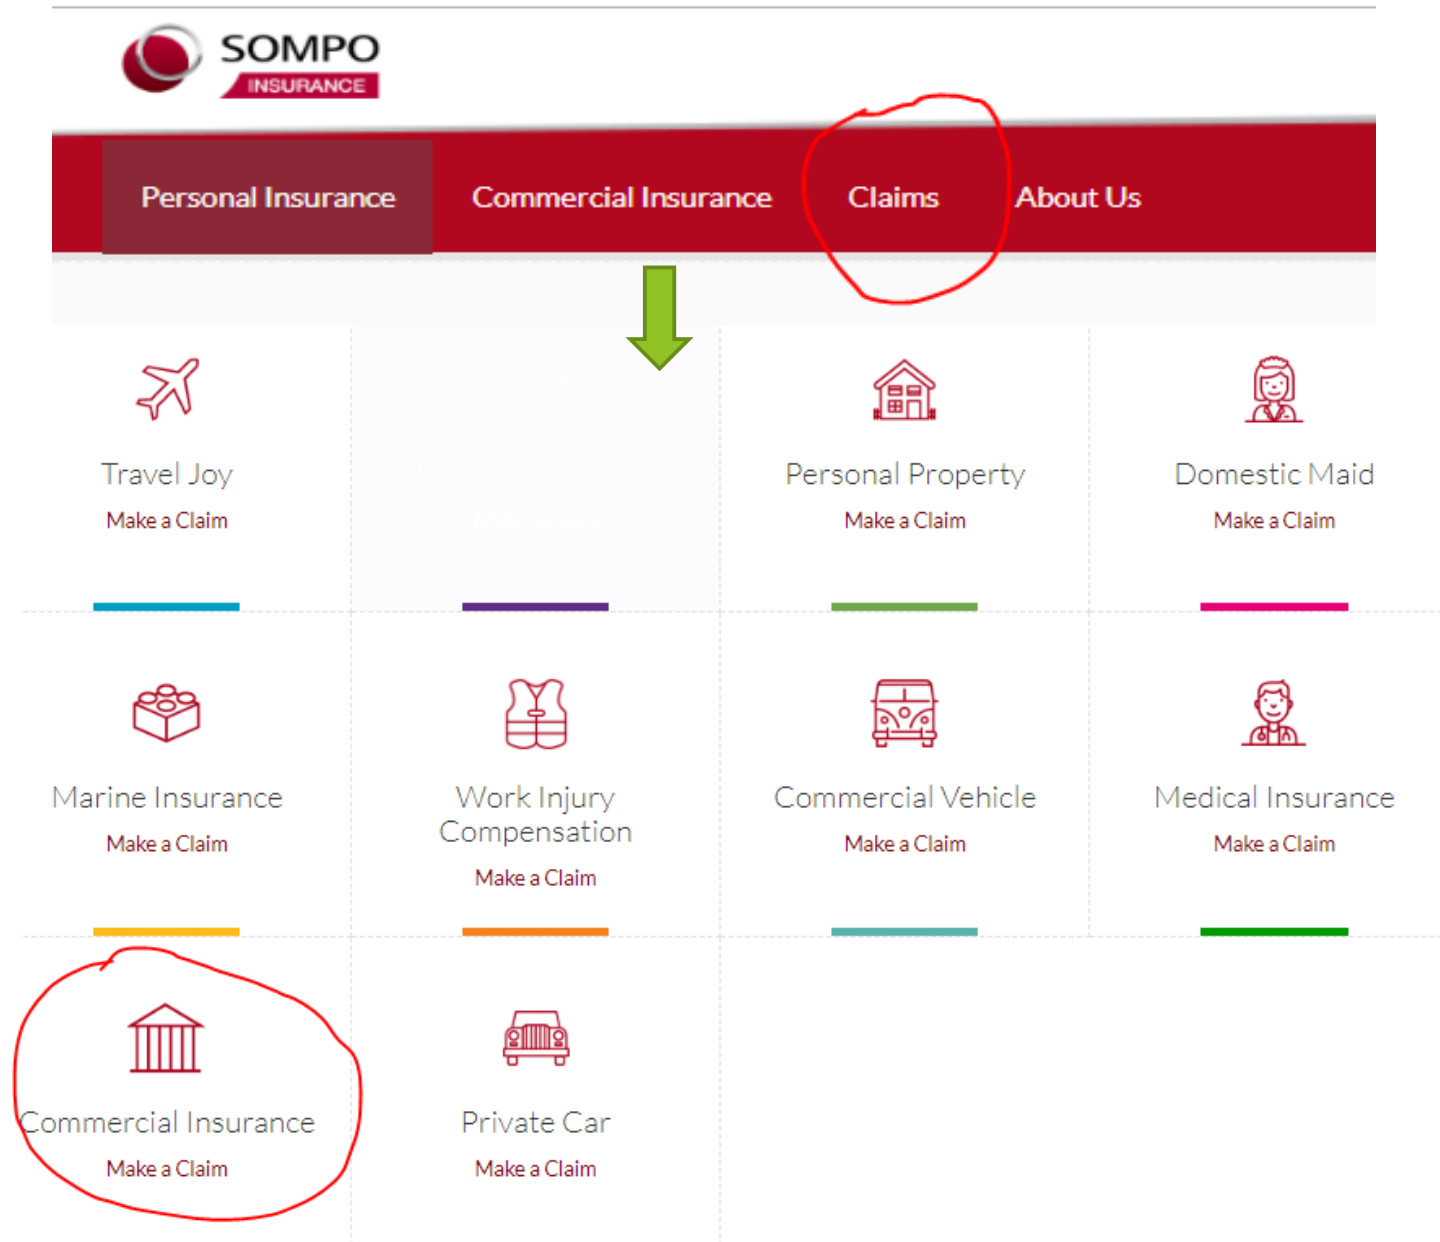 SOMPO
INSURANCE
Personal Insurance
Commercial Insurance
Claims
About Us
Travel Joy
Make a Claim
Personal Property
Make a Claim
Domestic Maid
Make a Claim
Marine Insurance
Make a Claim
Work Injury
Compensation
Make a Claim
Commercial Vehicle
Make a Claim
Medical Insurance
Make a Claim
Commercial Insurance
Make a Claim
Private Car
Make a Claim